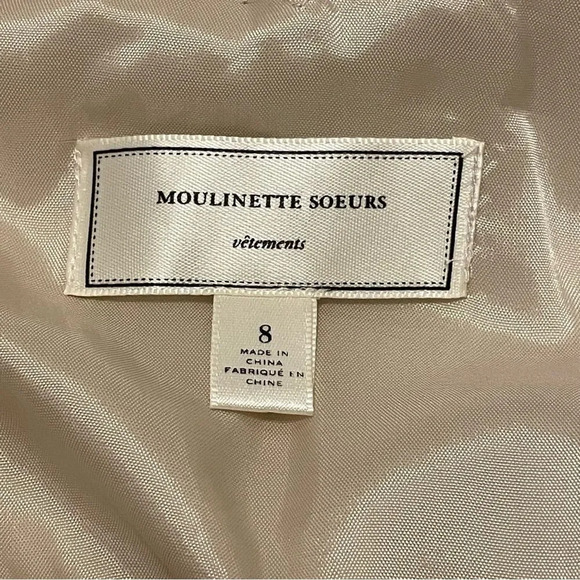 MOULINETTE SOEURS
vêtements
8
MADE IN
CHINA
FABRIQUÉ EN
CHINE